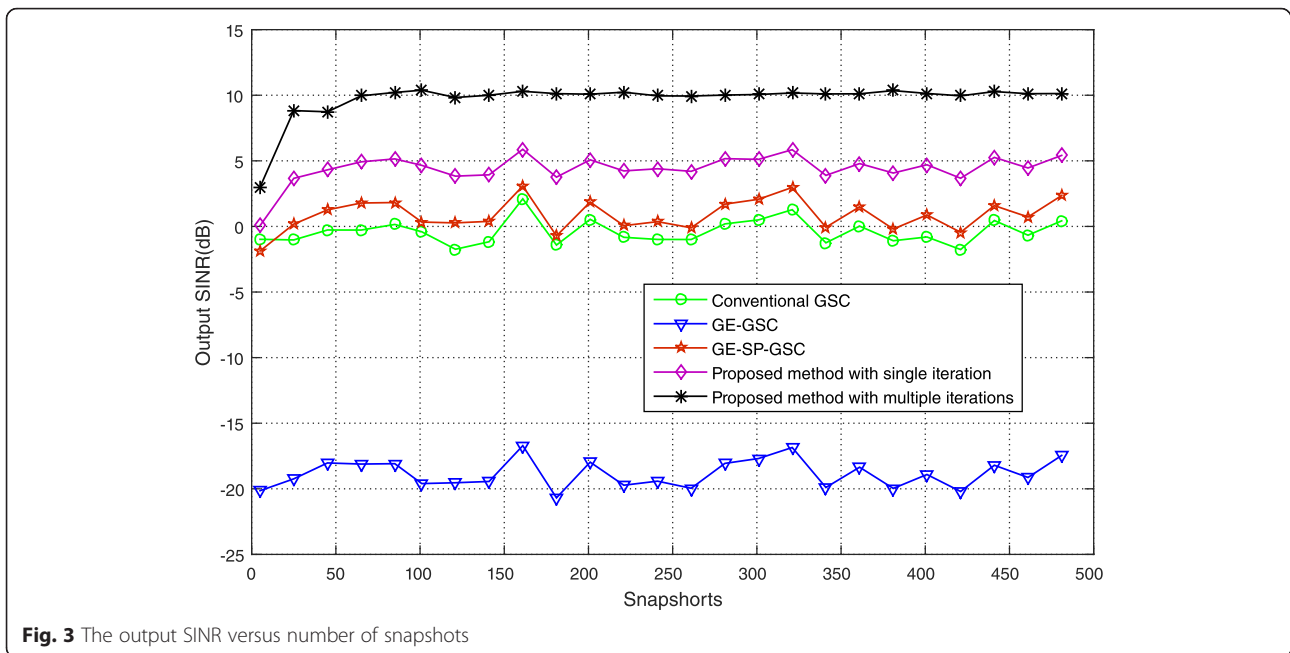 15
10
5
0
-5
-10
-15
-20
-25
Output SINR(dB)
Conventional GSC
GE-GSC
GE-SP-GSC
Proposed method with single iteration
Proposed method with multiple iterations
0 50 100 150 200 250 300 350 400 450 500
Snapshorts
Fig. 3 The output SINR versus number of snapshots